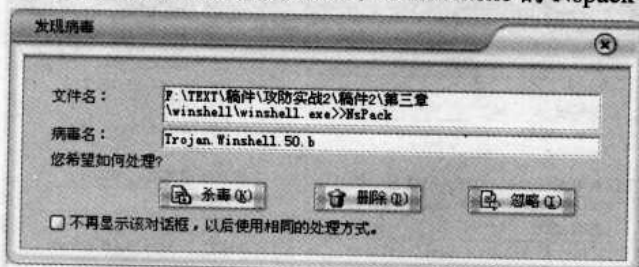 的 Nspack
发现病毒
文件名：
F:\TEXT\稿件\攻防实战2\稿件2\第三章
\winshell\winshell.exe>>NsPack
病毒名：
Trojan.Winshell.50.b
您希望如何处理?
杀毒(K)
删除(D)
忽略(I)
不再显示该对话框，以后使用相同的处理方式。